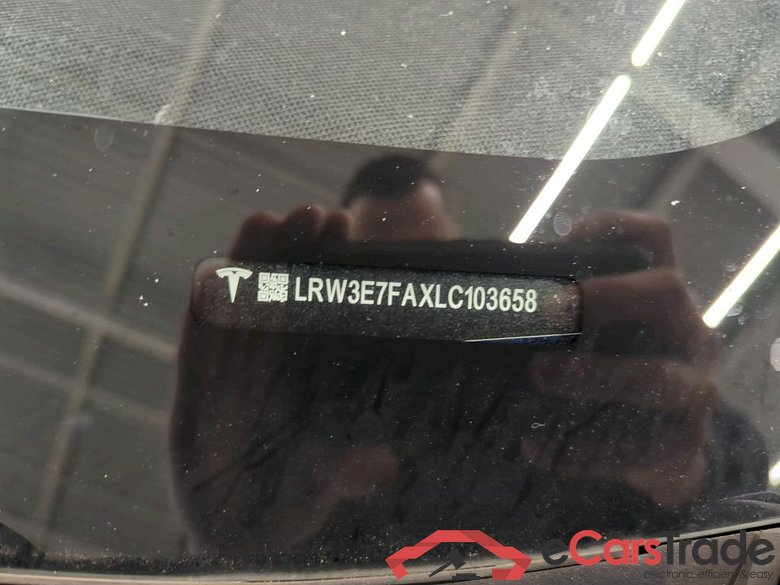 LRW3E7FAXLC103658
eCarsTrade
electronic, efficient & easy